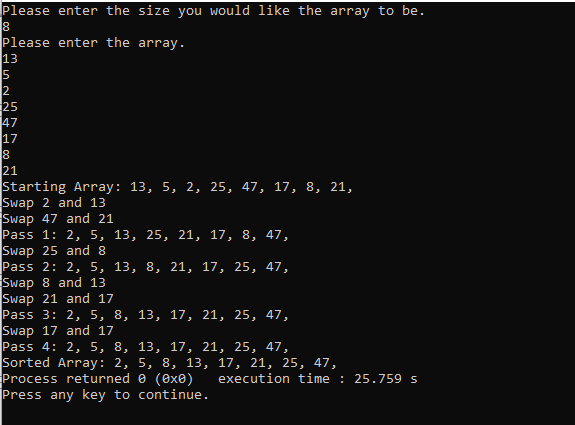 Please enter the size you would like the array to be.
8
Please enter the array.
13
5
2
25
47
17
8
21
Starting Array: 13, 5, 2, 25, 47, 17, 8, 21,
Swap 2 and 13
Swap 47 and 21
Pass 1: 2, 5, 13, 25, 21, 17, 8, 47,
Swap 25 and 8
Pass 2: 2, 5, 13, 8, 21, 17, 25, 47,
Swap 8 and 13
Swap 21 and 17
Pass 3: 2, 5, 8, 13, 17, 21, 25, 47,
Swap 17 and 17
Pass 4: 2, 5, 8, 13, 17, 21, 25, 47,
Sorted Array: 2, 5, 8, 13, 17, 21, 25, 47,
Process returned 0 (0x0)   execution time : 25.759 s
Press any key to continue.